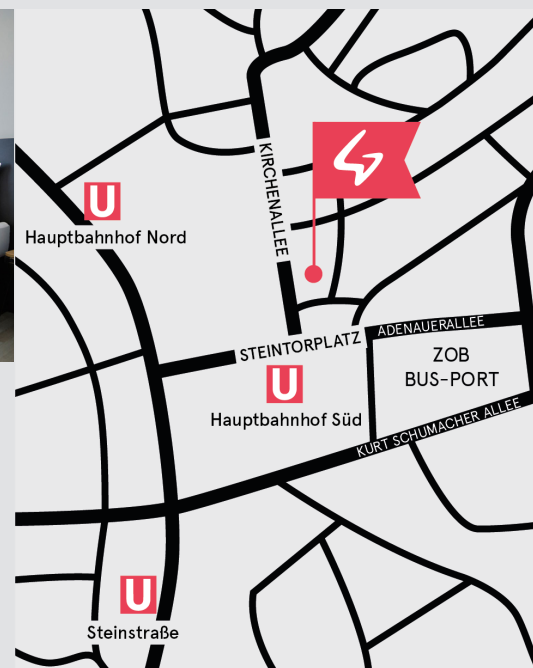 KIRCHENALLEE
U
Hauptbahnhof Nord
STEINTORPLATZ
ADENAUERALLEE
ZOB
BUS-PORT
U
Hauptbahnhof Süd
KURT SCHUMACHER ALLEE
U
Steinstraße